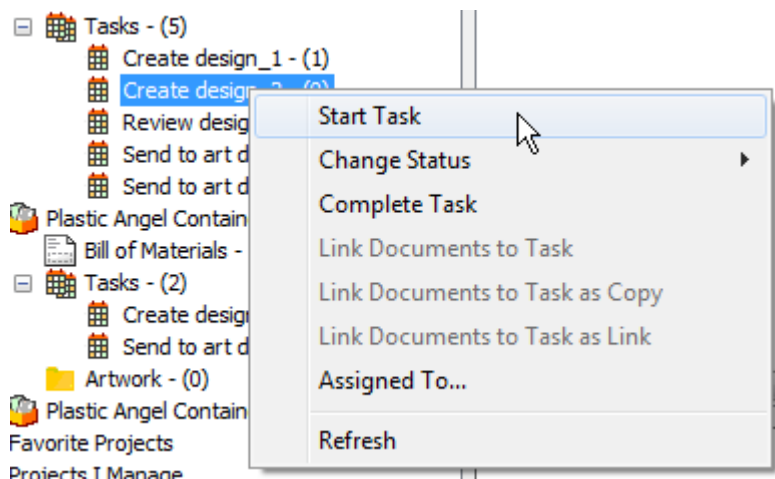 Tasks - (5)
Create design_1 - (1)
Create design_2 - (0)
Start Task
Review desig
Change Status
Send to art d
Send to art d
Complete Task
Plastic Angel Contain
Link Documents to Task
Bill of Materials -
Tasks - (2)
Link Documents to Task as Copy
Create desig
Link Documents to Task as Link
Send to art d
Artwork - (0)
Assigned To...
Plastic Angel Contain
Favorite Projects
Refresh
Projects I Manage